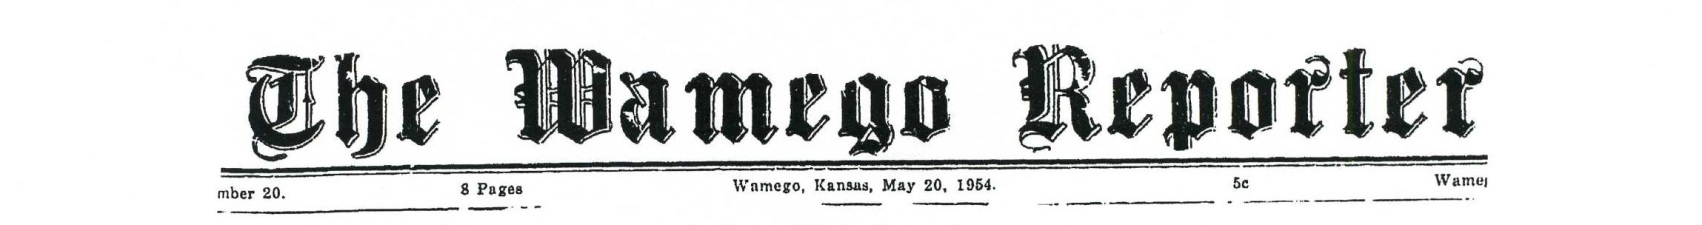 The Wamego Reporter
mber 20. 8 Pages Wamego, Kansas, May 20, 1954. 5c Wame